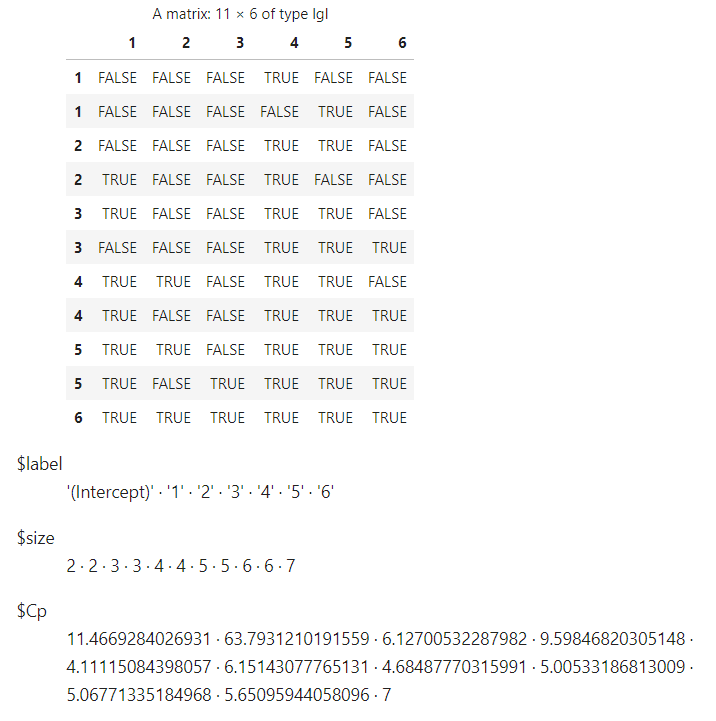 A matrix: 11 × 6 of type lgl
1 2 3 4 5 6
1 FALSE FALSE FALSE TRUE FALSE FALSE
1 FALSE FALSE FALSE FALSE TRUE FALSE
2 FALSE FALSE FALSE TRUE TRUE FALSE
2 TRUE FALSE FALSE TRUE FALSE FALSE
3 TRUE FALSE FALSE TRUE TRUE FALSE
3 FALSE FALSE FALSE TRUE TRUE TRUE
4 TRUE TRUE FALSE TRUE TRUE FALSE
4 TRUE FALSE FALSE TRUE TRUE TRUE
5 TRUE TRUE FALSE TRUE TRUE TRUE
5 TRUE FALSE TRUE TRUE TRUE TRUE
6 TRUE TRUE TRUE TRUE TRUE TRUE
$label
'(Intercept)' · '1' · '2' · '3' · '4' · '5' · '6'
$size
2 · 2 · 3 · 3 · 4 · 4 · 5 · 5 · 6 · 6 · 7
$Cp
11.4669284026931 · 63.7931210191559 · 6.12700532287982 · 9.59846820305148 ·
4.11115084398057 · 6.15143077765131 · 4.68487770315991 · 5.00533186813009 ·
5.06771335184968 · 5.65095944058096 · 7